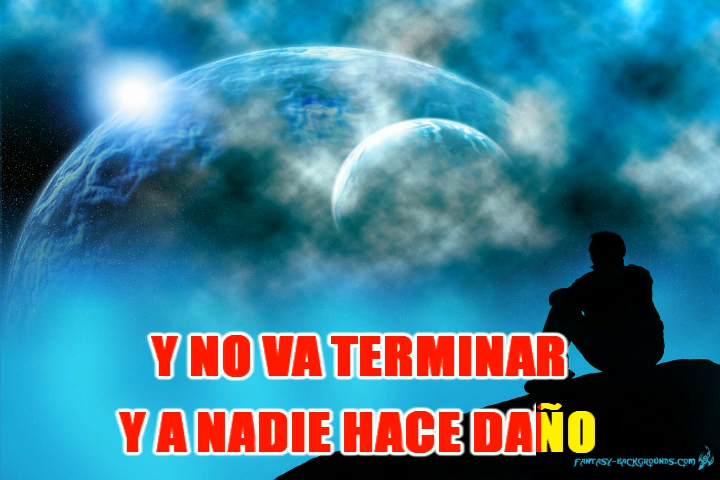 Y NO VA TERMINAR
Y A NADIE HACE DAÑO
FANTASY-BACKGROUNDS.COM